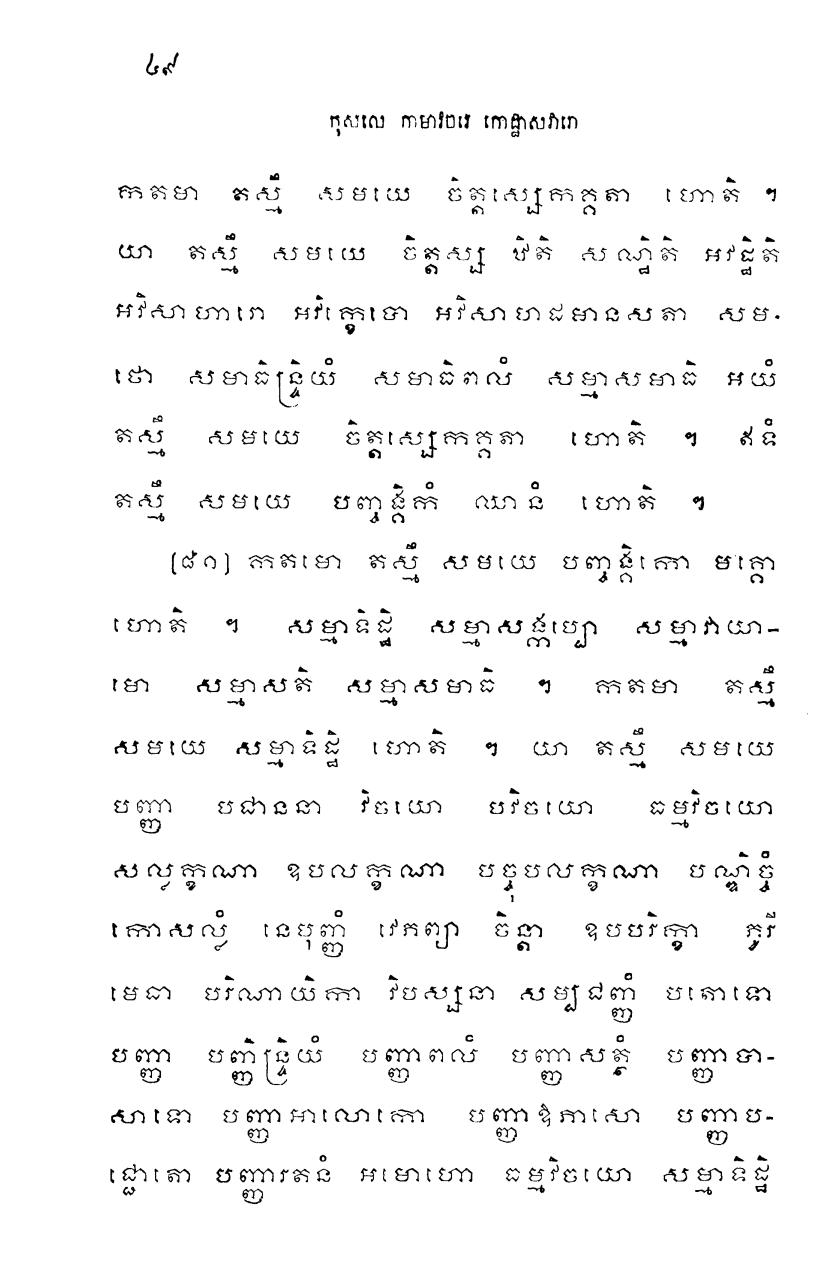 ៤៩
កុសលេ កាមាវចរេ កោដ្ឋាសវារោ
កតមា តស្មឹ សមយេ ចិត្តស្សេកគ្គតា ហោតិ ។
យា តស្មឹ សមយេ ចិត្តស្ស ឋិតិ សណ្ឋិតិ អវដ្ឋិតិ
អវិសាហារោ អវិក្ខេបោ អវិសាហដមានសតា សម-
ថោ សមាធិន្ទ្រិយំ សមាធិពលំ សម្មាសមាធិ អយំ
តស្មឹ សមយេ ចិត្តស្សេកគ្គតា ហោតិ ។ ឥទំ
តស្មឹ សមយេ បញ្ចង្គិកំ ឈានំ ហោតិ ។
[៨១] កតមោ តស្មឹ សមយេ បញ្ចង្គិកោ មគ្គោ
ហោតិ ។ សម្មាទិដ្ឋិ សម្មាសង្កប្បោ សម្មាវាយា-
មោ សម្មាសតិ សម្មាសមាធិ ។ កតមា តស្មឹ
សមយេ សម្មាទិដ្ឋិ ហោតិ ។ យា តស្មឹ សមយេ
បញ្ញា បជាននា វិចយោ បវិចយោ ធម្មវិចយោ
សល្លក្ខណា ឧបលក្ខណា បច្ចុបលក្ខណា បណ្ឌិច្ចំ
កោសល្លំ នេបុញ្ញំ វេភព្យា ចិន្តា ឧបបរិក្ខា ភូរី
មេធា បរិណាយិកា វិបស្សនា សម្បជញ្ញំ បតោទោ
បញ្ញា បញ្ញិន្ទ្រិយំ បញ្ញាពលំ បញ្ញាសត្ថំ បញ្ញាបា-
សាទោ បញ្ញាអាលោកោ បញ្ញាឱភាសោ បញ្ញាប-
ជ្ជោតោ បញ្ញារតនំ អមោហោ ធម្មវិចយោ សម្មាទិដ្ឋិ